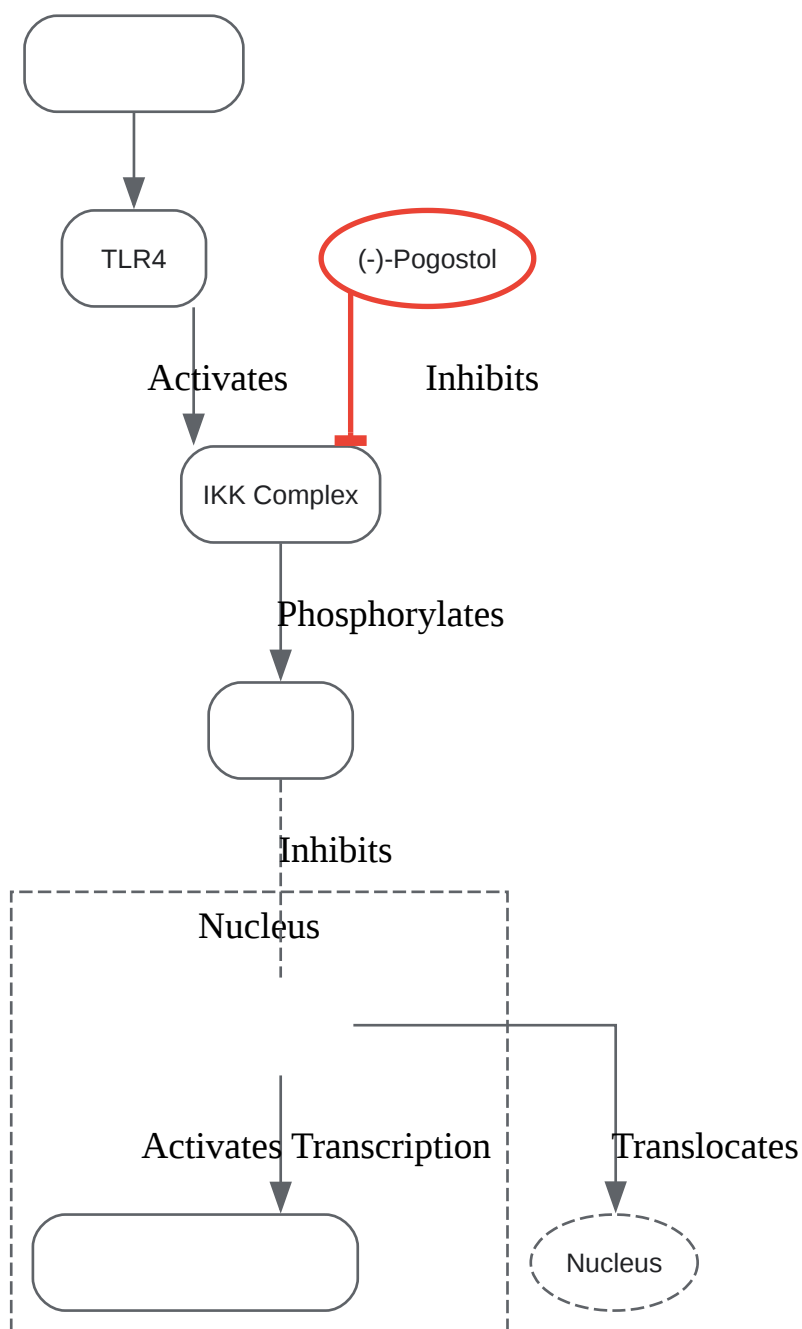 TLR4
(-)-Pogostol
Activates
Inhibits
IKK Complex
Phosphorylates
Inhibits
Nucleus
Activates Transcription
Translocates
Nucleus